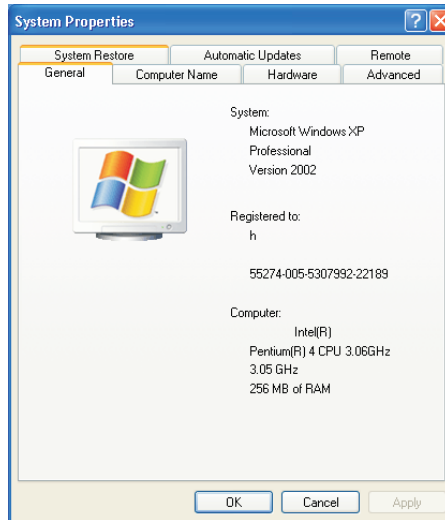 System Properties
System Restore Automatic Updates Remote
General Computer Name Hardware Advanced
System:
Microsoft Windows XP
Professional
Version 2002
Registered to:
h
55274-005-5307992-22189
Computer:
Intel(R)
Pentium(R) 4 CPU 3.06GHz
3.05 GHz
256 MB of RAM
OK Cancel Apply